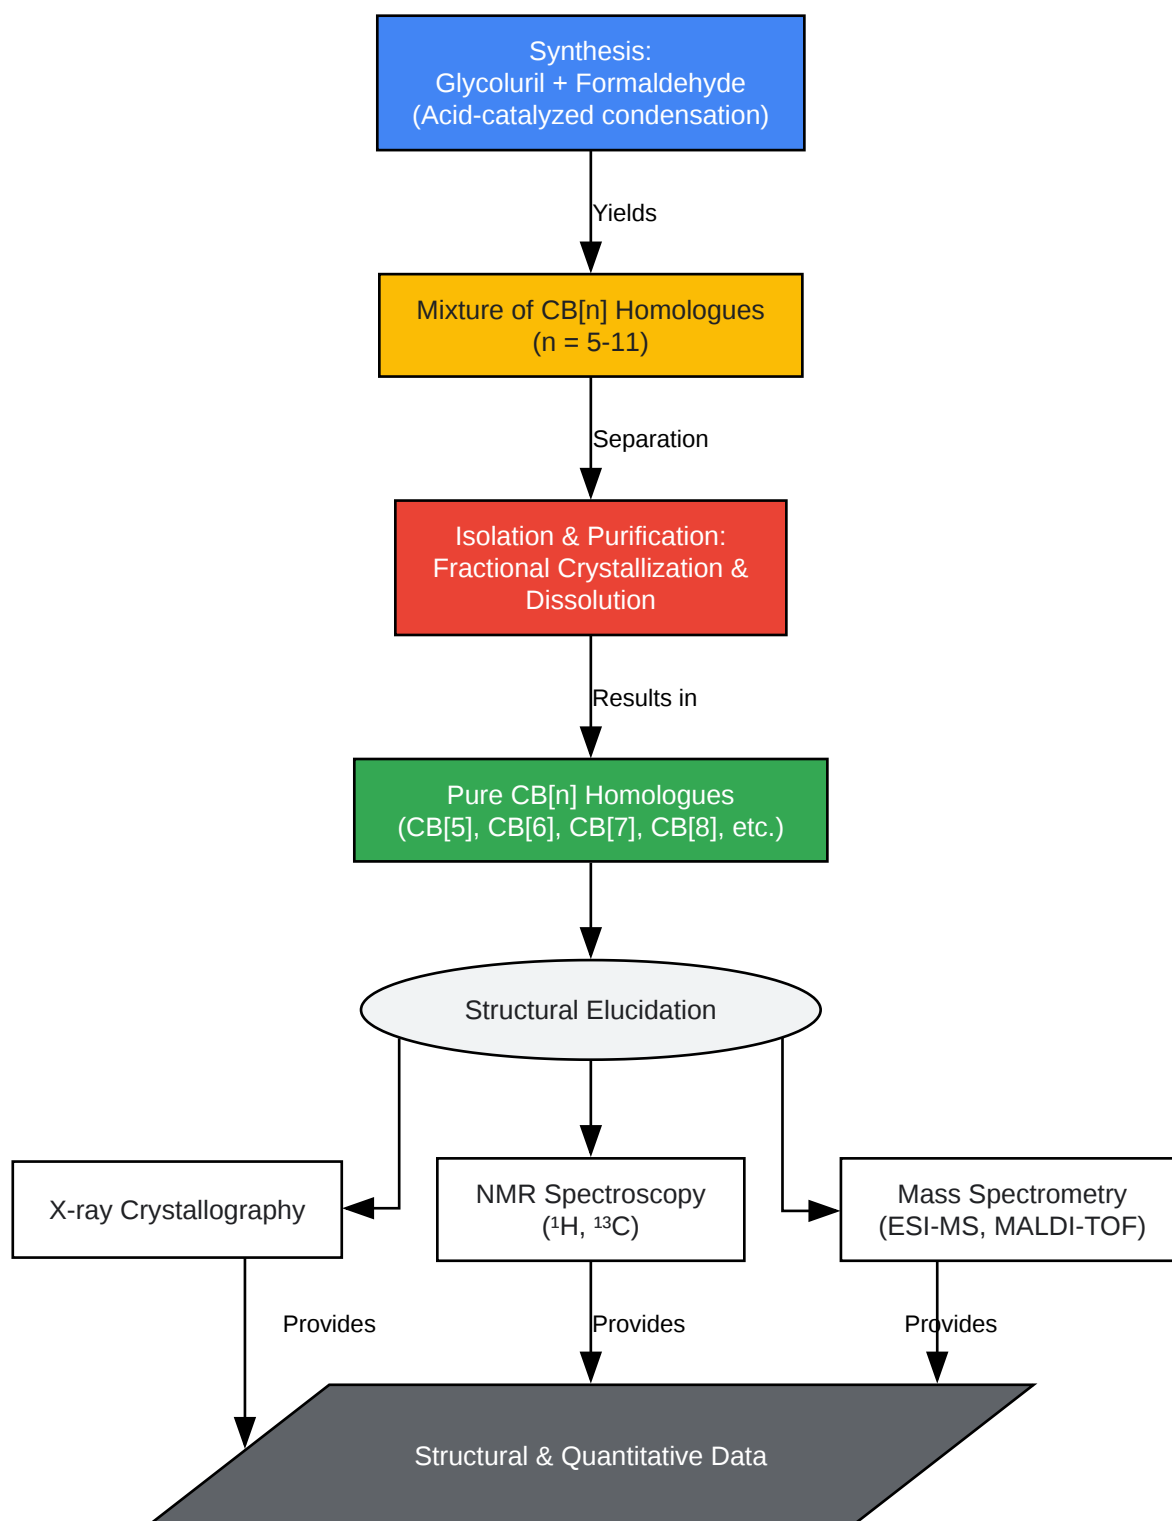 Synthesis:
Glycoluril + Formaldehyde
(Acid-catalyzed condensation)
Yields
Mixture of CB[n] Homologues
(n = 5-11)
Separation
Isolation & Purification:
Fractional Crystallization &
Dissolution
Results in
Pure CB[n] Homologues
(CB[5], CB[6], CB[7], CB[8], etc.)
Structural Elucidation
X-ray Crystallography
NMR Spectroscopy
(¹H, ¹³C)
Mass Spectrometry
(ESI-MS, MALDI-TOF)
Provides
Provides
Provides
Structural & Quantitative Data